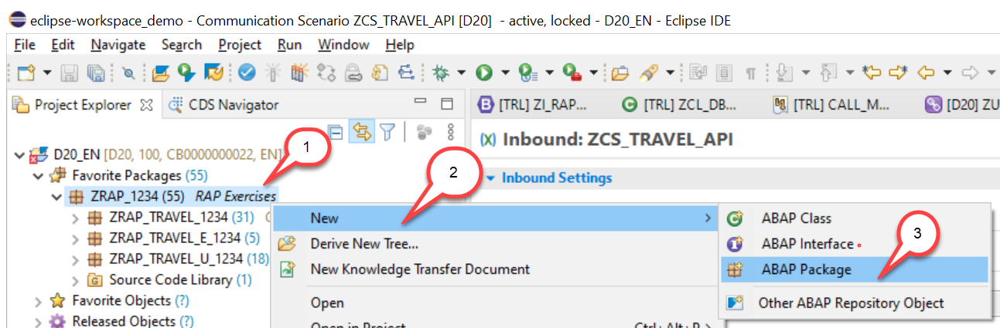 eclipse-workspace_demo - Communication Scenario ZCS_TRAVEL_API [D20]  - active, locked - D20_EN - Eclipse IDE
File Edit Navigate Search Project Run Window Help
Project Explorer CDS Navigator
[TRL] ZI_RAP... [TRL] ZCL_DB... [TRL] CALL_M... [D20] ZU
(x) Inbound: ZCS_TRAVEL_API
D20_EN [D20, 100, CB0000000022, EN]
1
Favorite Packages (55)
2
Inbound Settings
ZRAP_1234 (55) RAP Exercises
ZRAP_TRAVEL_1234 (31)
New
ABAP Class
ZRAP_TRAVEL_E_1234 (5)
Derive New Tree...
ABAP Interface
3
ZRAP_TRAVEL_U_1234 (18)
New Knowledge Transfer Document
ABAP Package
Source Code Library (1)
Favorite Objects (?)
Open
Other ABAP Repository Object
Released Objects (?)
Open in Project Ctrl+Alt+P